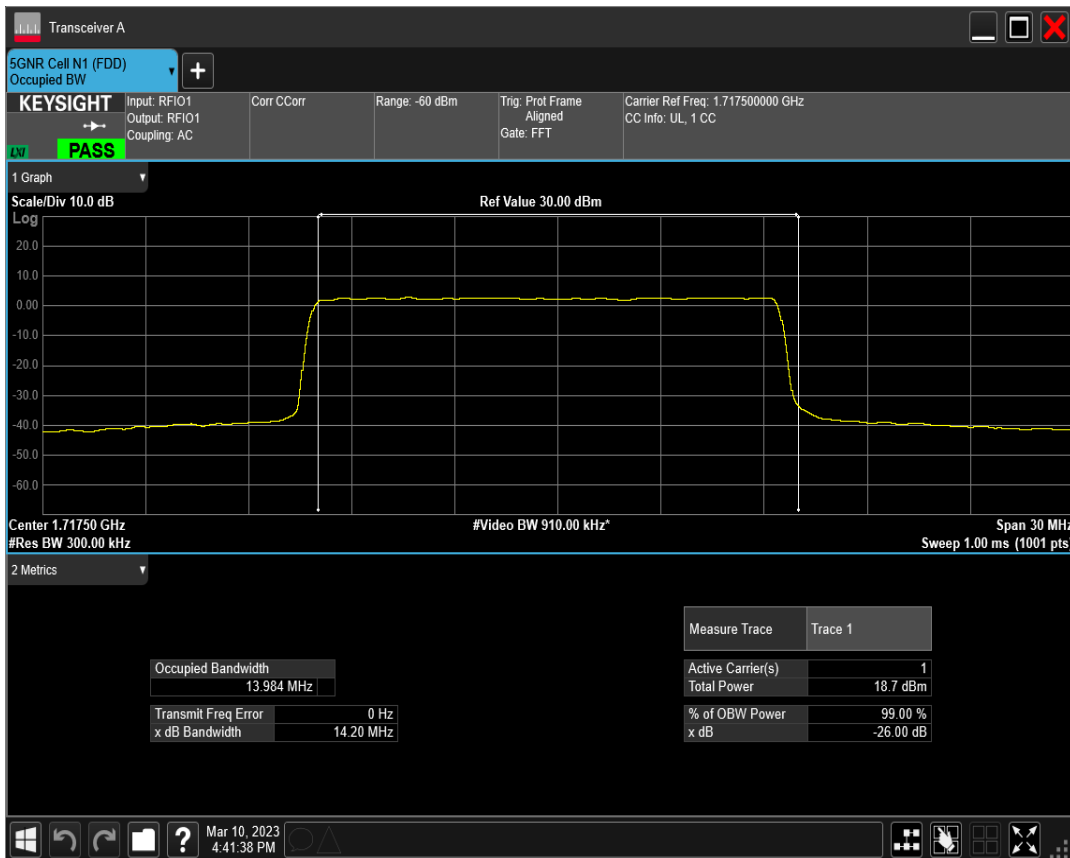 Transceiver A
5GNR Cell N1 (FDD)
Occupied BW
+
KEYSIGHT
LXI
PASS
Input: RFIO1
Output: RFIO1
Coupling: AC
Corr CCorr
Range: -60 dBm
Trig: Prot Frame
Aligned
Gate: FFT
Carrier Ref Freq: 1.717500000 GHz
CC Info: UL, 1 CC
1 Graph
Scale/Div 10.0 dB
Ref Value 30.00 dBm
Log
20.0
10.0
0.00
-10.0
-20.0
-30.0
-40.0
-50.0
-60.0
Center 1.71750 GHz
#Video BW 910.00 kHz*
Span 30 MHz
#Res BW 300.00 kHz
Sweep 1.00 ms (1001 pts)
2 Metrics
Measure Trace Trace 1
Occupied Bandwidth
13.984 MHz
Active Carrier(s) 1
Total Power 18.7 dBm
Transmit Freq Error 0 Hz
x dB Bandwidth 14.20 MHz
% of OBW Power 99.00 %
x dB -26.00 dB
?
Mar 10, 2023
4:41:38 PM